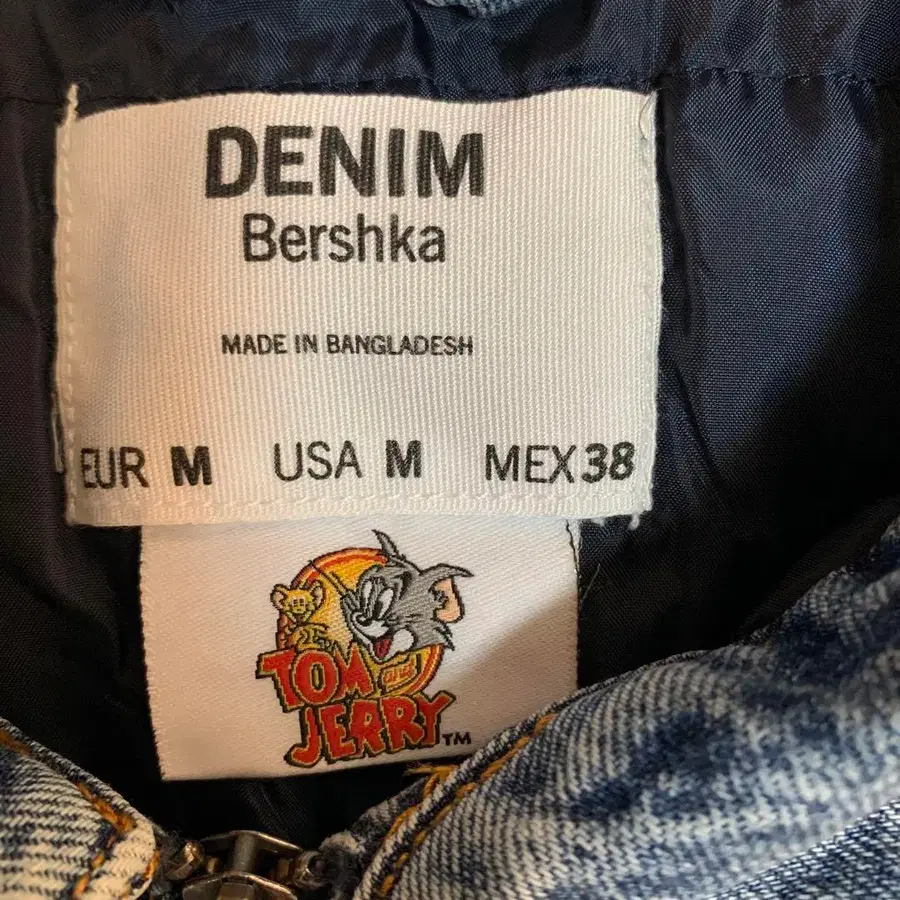 DENIM
Bershka
MADE IN BANGLADESH
EUR M USA M MEX 38
TOM and
JERRY TM